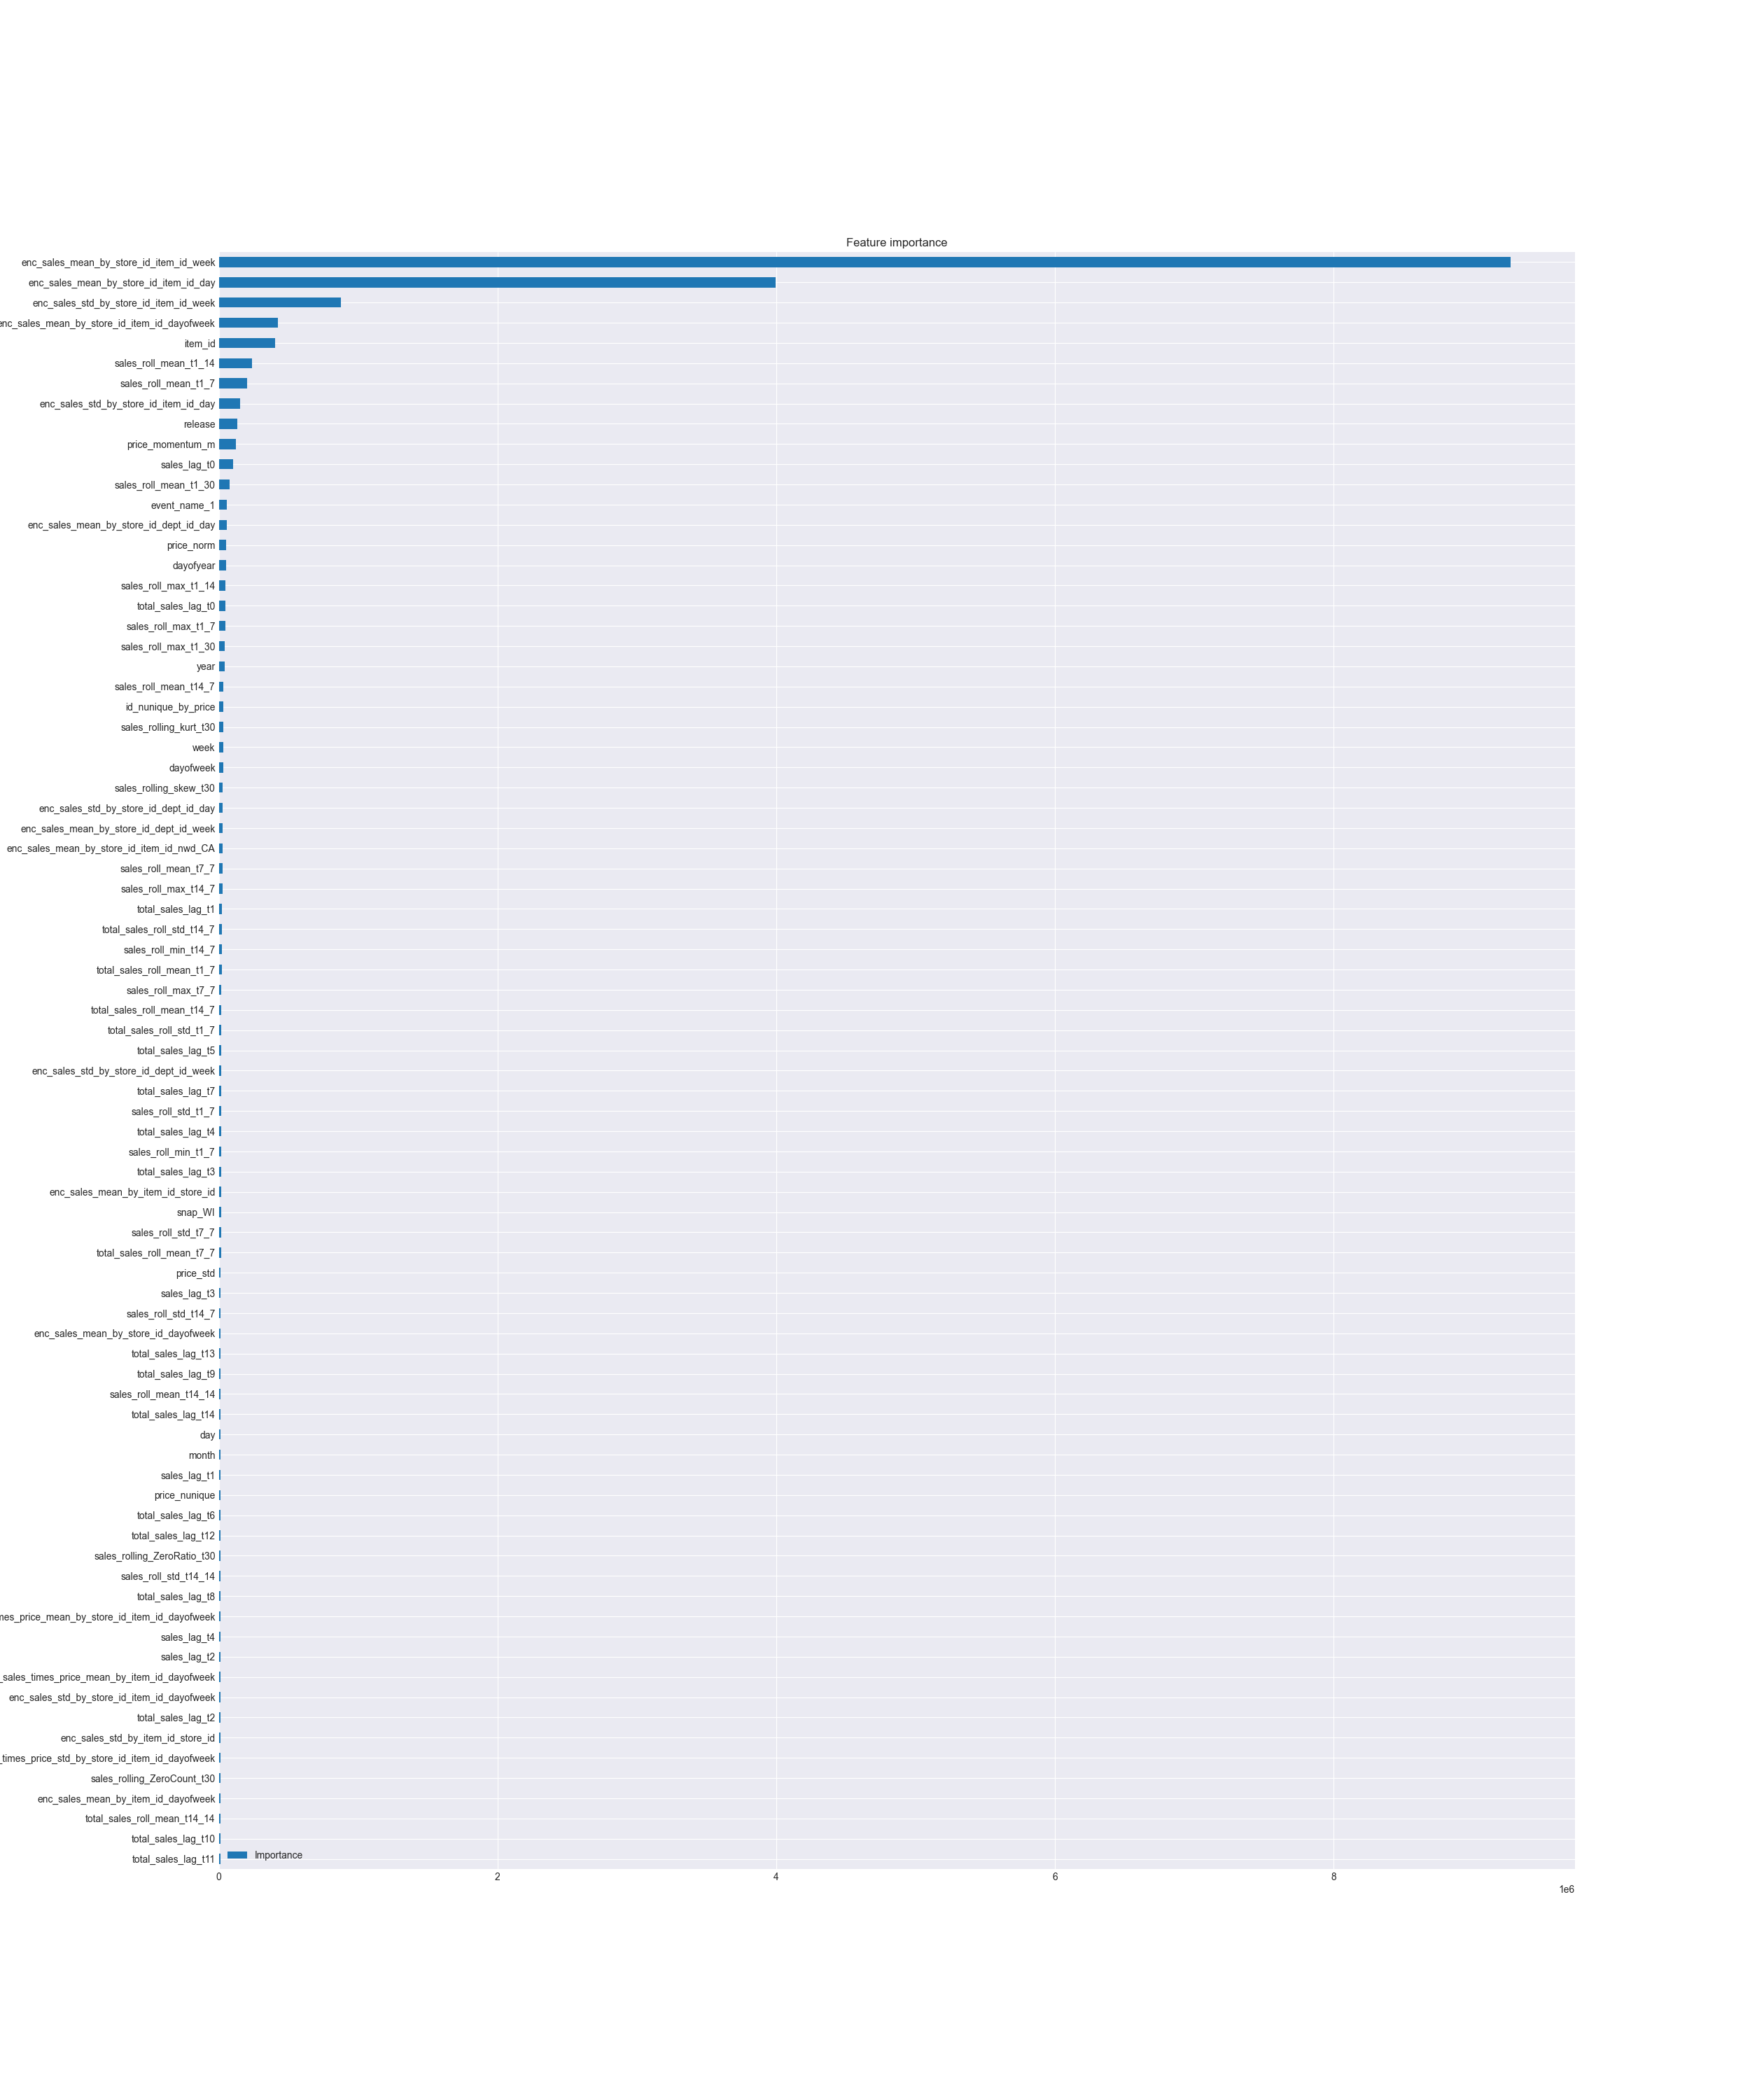 Feature importance
enc_sales_mean_by_store_id_item_id_week
enc_sales_mean_by_store_id_item_id_day
enc_sales_std_by_store_id_item_id_week
enc_sales_mean_by_store_id_item_id_dayofweek
item_id
sales_roll_mean_t1_14
sales_roll_mean_t1_7
enc_sales_std_by_store_id_item_id_day
release
price_momentum_m
sales_lag_t0
sales_roll_mean_t1_30
event_name_1
enc_sales_mean_by_store_id_dept_id_day
price_norm
dayofyear
sales_roll_max_t1_14
total_sales_lag_t0
sales_roll_max_t1_7
sales_roll_max_t1_30
year
sales_roll_mean_t14_7
id_nunique_by_price
sales_rolling_kurt_t30
week
dayofweek
sales_rolling_skew_t30
enc_sales_std_by_store_id_dept_id_day
enc_sales_mean_by_store_id_dept_id_week
enc_sales_mean_by_store_id_item_id_nwd_CA
sales_roll_mean_t7_7
sales_roll_max_t14_7
total_sales_lag_t1
total_sales_roll_std_t14_7
sales_roll_min_t14_7
total_sales_roll_mean_t1_7
sales_roll_max_t7_7
total_sales_roll_mean_t14_7
total_sales_roll_std_t1_7
total_sales_lag_t5
enc_sales_std_by_store_id_dept_id_week
total_sales_lag_t7
sales_roll_std_t1_7
total_sales_lag_t4
sales_roll_min_t1_7
total_sales_lag_t3
enc_sales_mean_by_item_id_store_id
snap_WI
sales_roll_std_t7_7
total_sales_roll_mean_t7_7
price_std
sales_lag_t3
sales_roll_std_t14_7
enc_sales_mean_by_store_id_dayofweek
total_sales_lag_t13
total_sales_lag_t9
sales_roll_mean_t14_14
total_sales_lag_t14
day
month
sales_lag_t1
price_nunique
total_sales_lag_t6
total_sales_lag_t12
sales_rolling_ZeroRatio_t30
sales_roll_std_t14_14
total_sales_lag_t8
mes_price_mean_by_store_id_item_id_dayofweek
sales_lag_t4
sales_lag_t2
_sales_times_price_mean_by_item_id_dayofweek
enc_sales_std_by_store_id_item_id_dayofweek
total_sales_lag_t2
enc_sales_std_by_item_id_store_id
_times_price_std_by_store_id_item_id_dayofweek
sales_rolling_ZeroCount_t30
enc_sales_mean_by_item_id_dayofweek
total_sales_roll_mean_t14_14
total_sales_lag_t10
total_sales_lag_t11
Importance
0 2 4 6 8
1e6